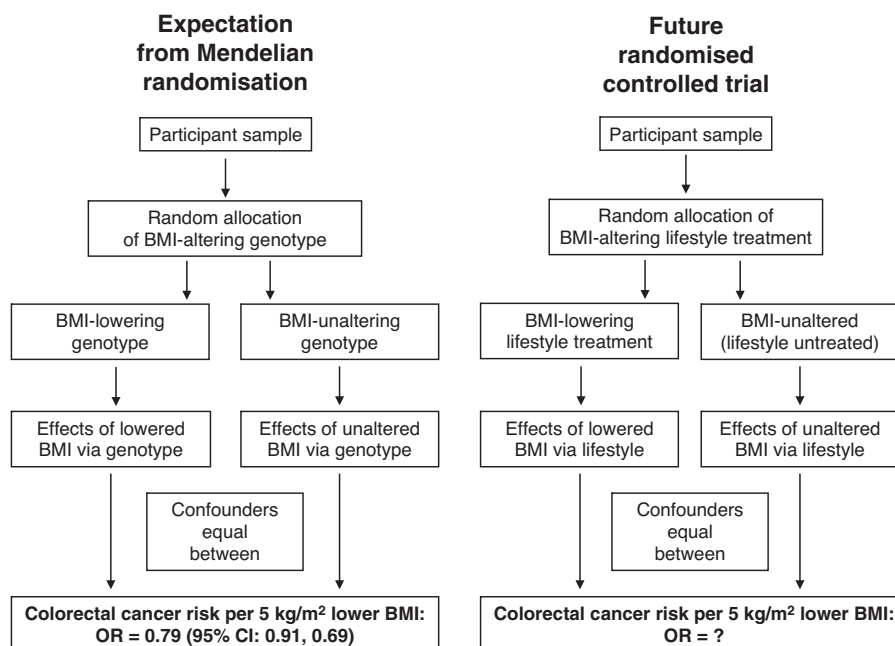 Expectation
from Mendelian
randomisation
Participant sample
Random allocation
of BMI-altering genotype
BMI-lowering
genotype
BMI-unaltering
genotype
Effects of lowered
BMI via genotype
Effects of unaltered
BMI via genotype
Confounders
equal
between
Colorectal cancer risk per 5 kg/m² lower BMI:
OR = 0.79 (95% CI: 0.91, 0.69)
Future
randomised
controlled trial
Participant sample
Random allocation of
BMI-altering lifestyle treatment
BMI-lowering
lifestyle treatment
BMI-unaltered
(lifestyle untreated)
Effects of lowered
BMI via lifestyle
Effects of unaltered
BMI via lifestyle
Confounders
equal
between
Colorectal cancer risk per 5 kg/m² lower BMI:
OR = ?